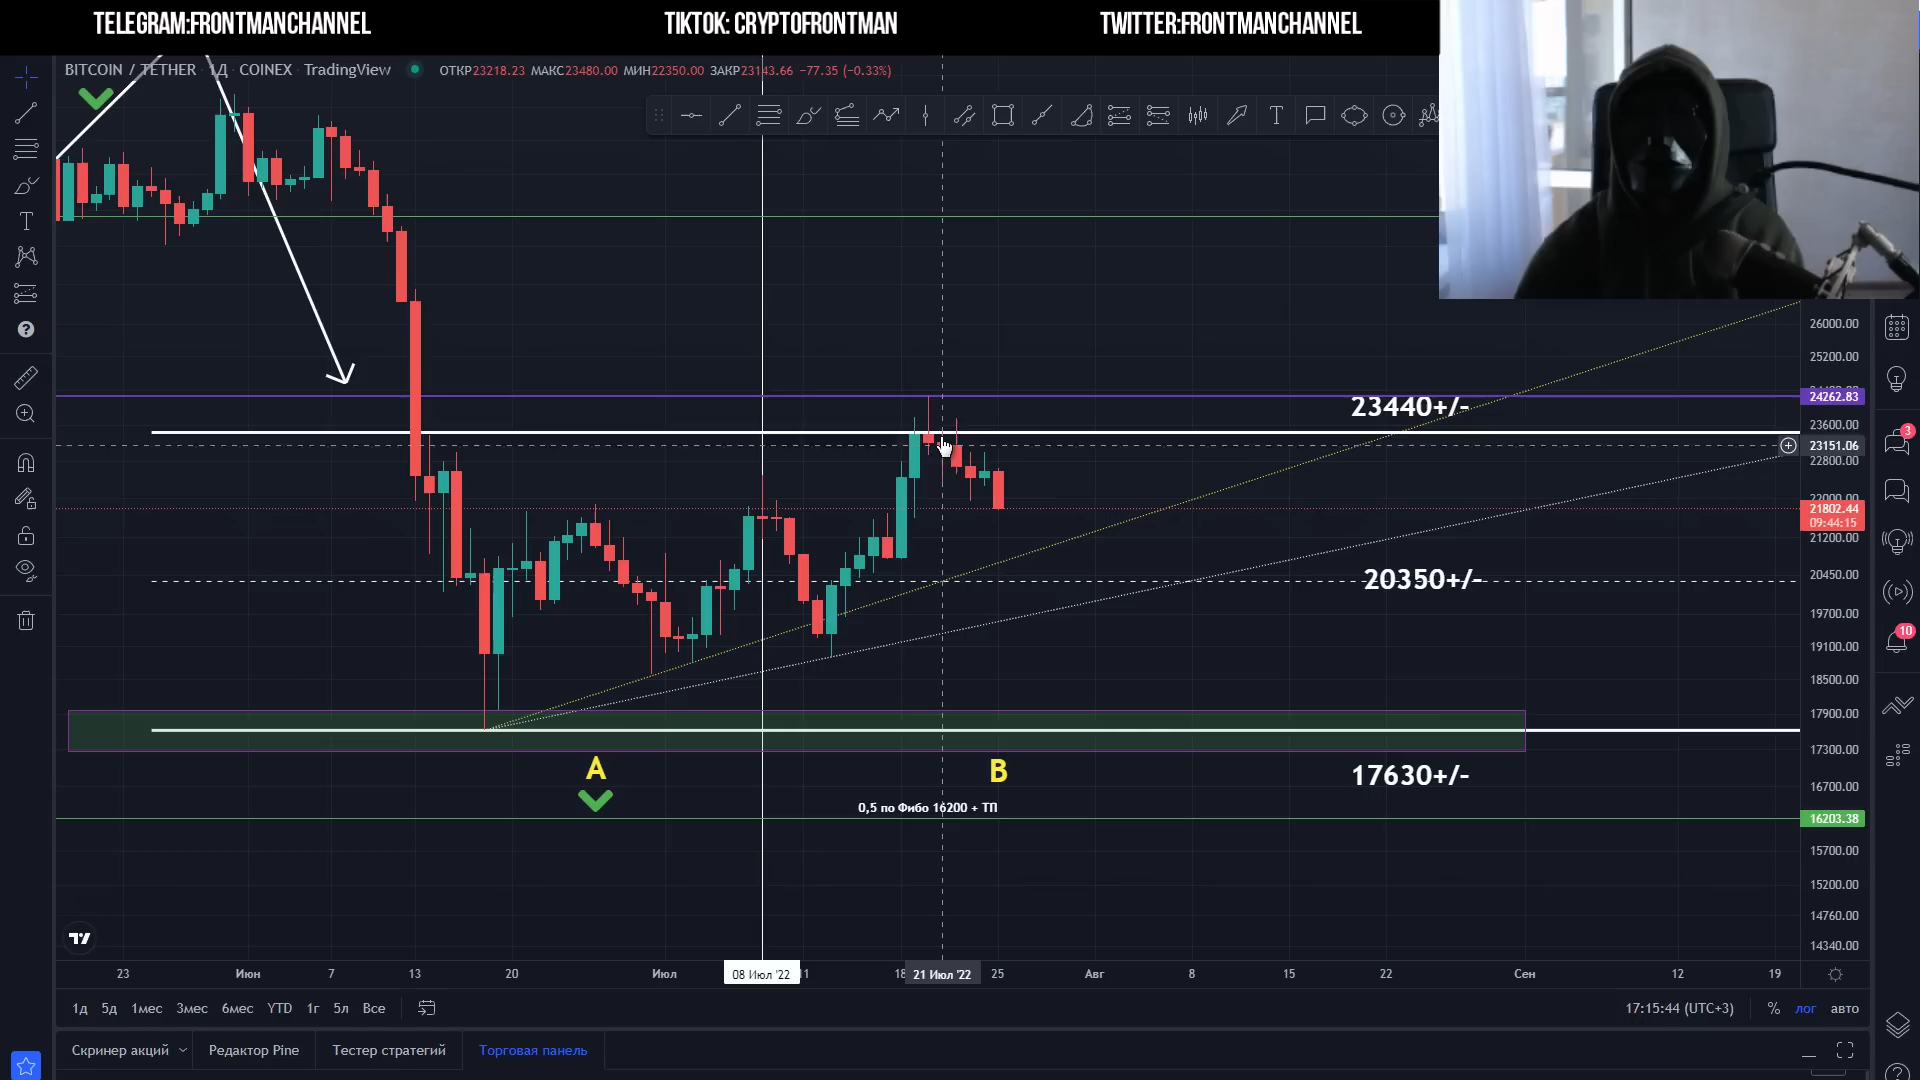 TELEGRAM:FRONTMANCHANNEL
TIKTOK: CRYPTOFRONTMAN
TWITTER:FRONTMANCHANNEL
BITCOIN / TETHER · 1Д · COINEX · TradingView
ОТКР23218.23 МАКС23480.00 МИН22350.00 ЗАКР23143.66 −77.35 (−0.33%)
26000.00
25200.00
24262.83
23440+/-
23600.00
23151.06
22800.00
22000.00
21802.44
09:44:15
21200.00
20450.00
20350+/-
19700.00
19100.00
18500.00
17900.00
17300.00
A
B
17630+/-
16700.00
0,5 по Фибо 16200 + ТП
16203.38
15700.00
15200.00
14760.00
14340.00
23 Июн 7 13 20 Июл 08 Июл '22 11 18 21 Июл '22 25 Авг 8 15 22 Сен 12 19
1д 5д 1мес 3мес 6мес YTD 1г 5л Все
17:15:44 (UTC+3) % лог авто
Скринер акций Редактор Pine Тестер стратегий Торговая панель
3
10